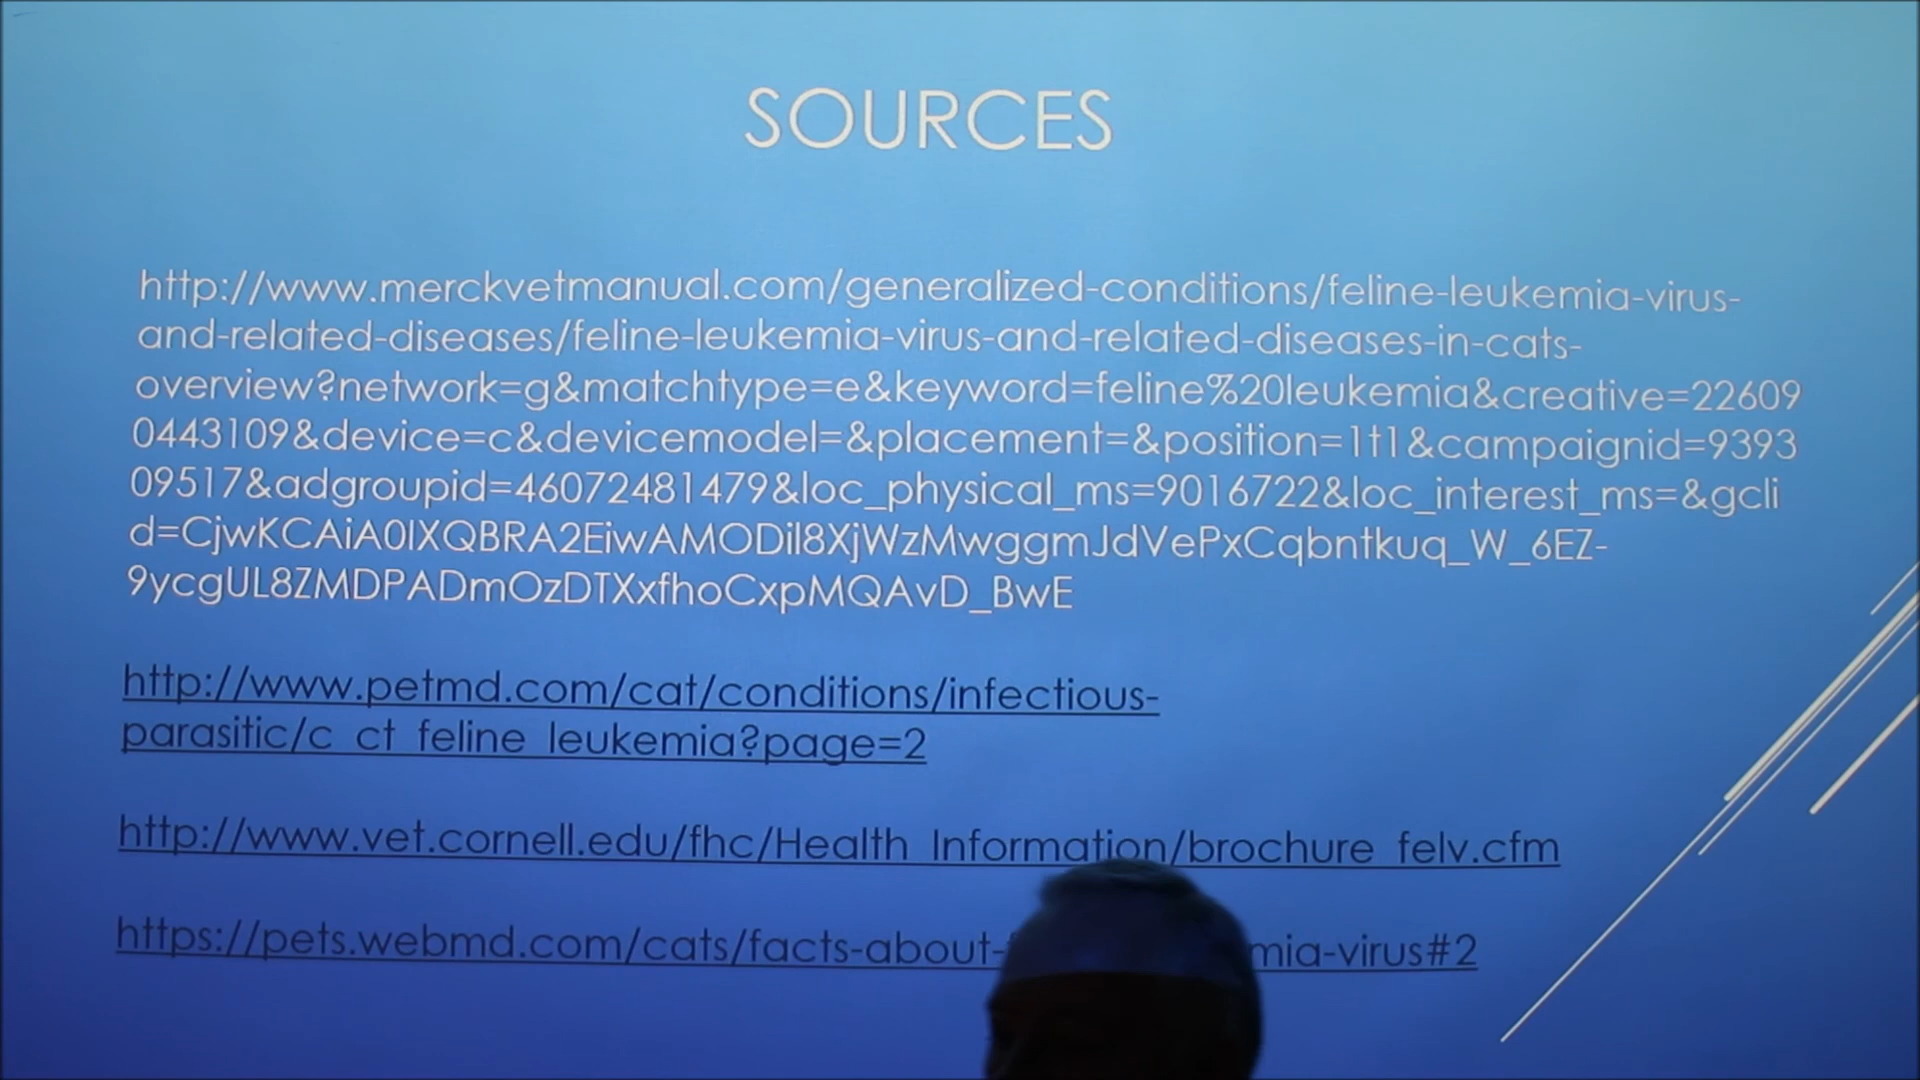 SOURCES
http://www.merckvetmanual.com/generalized-conditions/feline-leukemia-virus-
and-related-diseases/feline-leukemia-virus-and-related-diseases-in-cats-
overview?network=g&matchtype=e&keyword=feline%20leukemia&creative=22609
0443109&device=c&devicemodel=&placement=&position=1t1&campaignid=9393
09517&adgroupid=46072481479&loc_physical_ms=9016722&loc_interest_ms=&gcli
d=CjwKCAiA0IXQBRA2EiwAMODil8XjWzMwggmJdVePxCqbntkuq_W_6EZ-
9ycgUL8ZMDPADmOzDTXxfhoCxpMQAvD_BwE
http://www.petmd.com/cat/conditions/infectious-
parasitic/c_ct_feline_leukemia?page=2
http://www.vet.cornell.edu/fhc/Health_Information/brochure_felv.cfm
https://pets.webmd.com/cats/facts-about- mia-virus#2